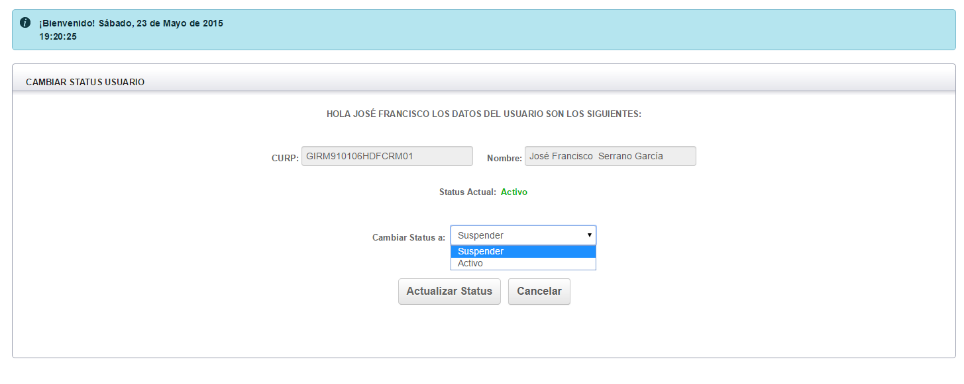 ¡Bienvenido! Sábado, 23 de Mayo de 2015
19:20:25
CAMBIAR STATUS USUARIO
HOLA JOSÉ FRANCISCO LOS DATOS DEL USUARIO SON LOS SIGUIENTES:
CURP: GIRM910106HDFCRM01 Nombre: José Francisco Serrano García
Status Actual: Activo
Cambiar Status a: Suspender
Suspender
Activo
Actualizar Status Cancelar